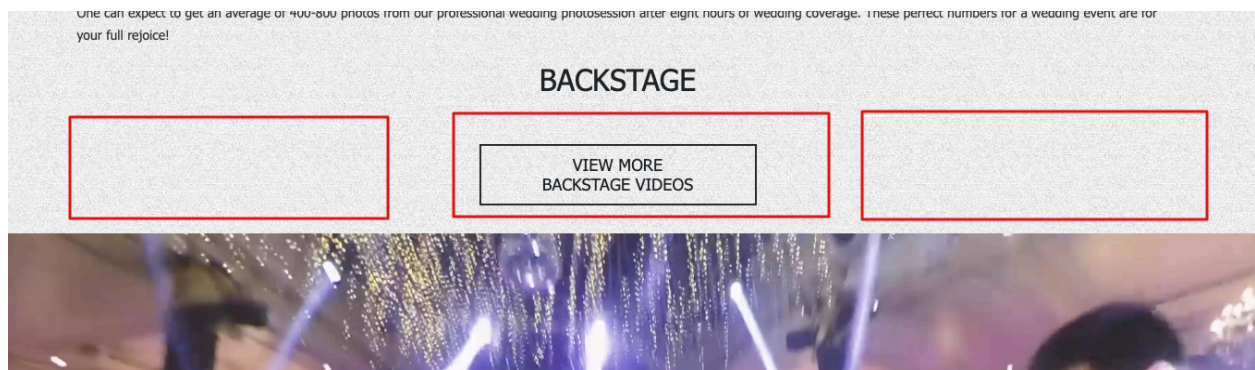 One can expect to get an average of 400-800 photos from our professional wedding photosession after eight hours of wedding coverage. These perfect numbers for a wedding event are for
your full rejoice!
BACKSTAGE
VIEW MORE
BACKSTAGE VIDEOS